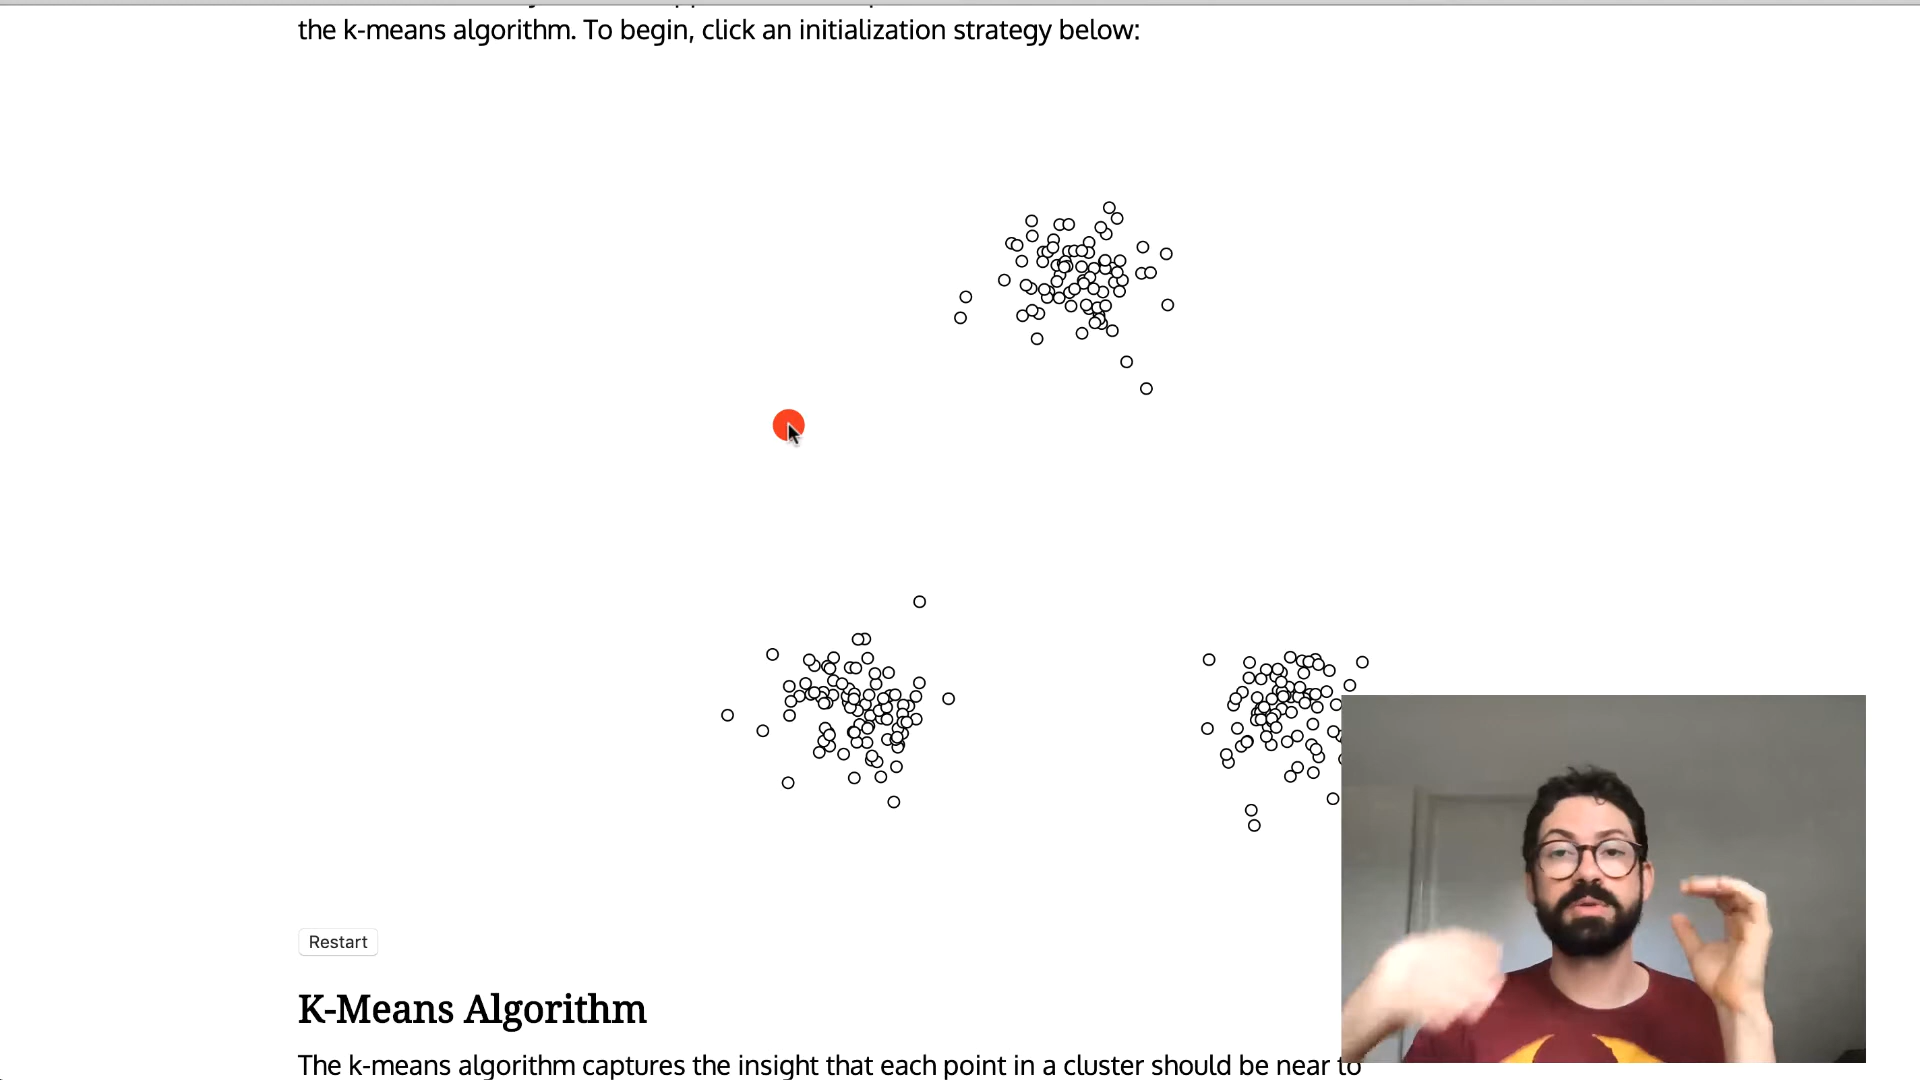 the k-means algorithm. To begin, click an initialization strategy below:
Restart
K-Means Algorithm
The k-means algorithm captures the insight that each point in a cluster should be near to